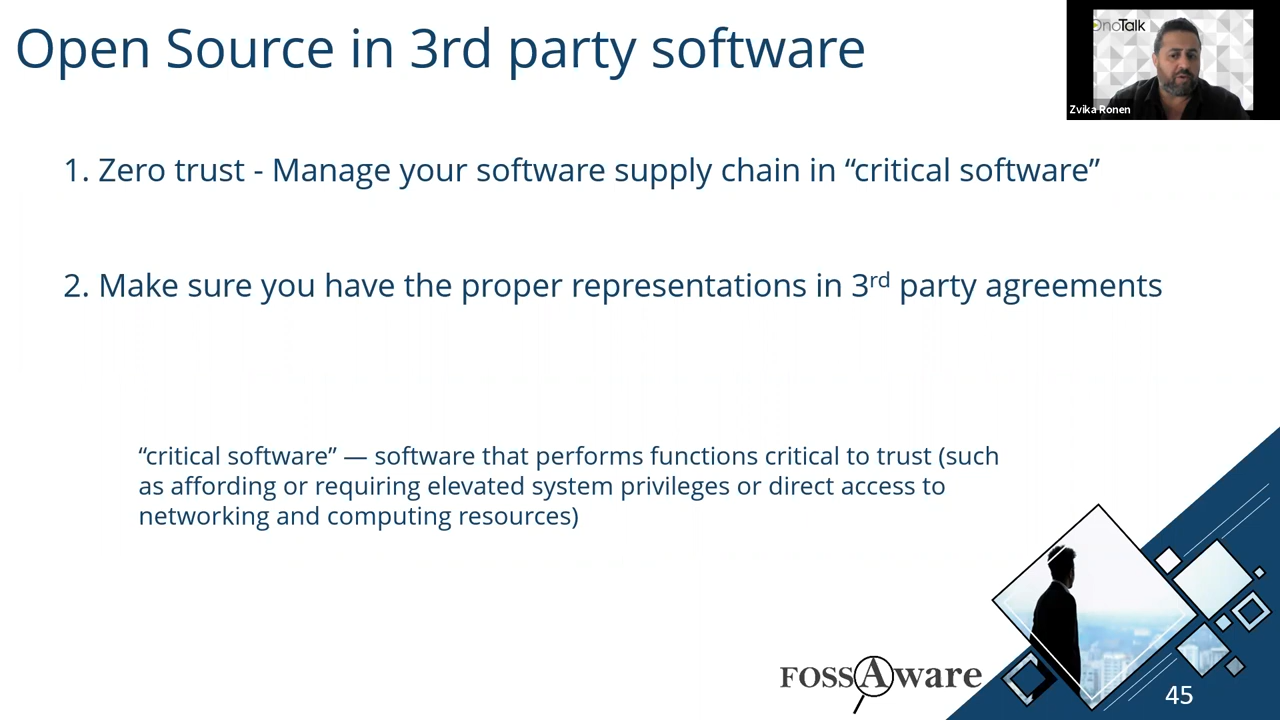 Open Source in 3rd party software
OnoTalk
Zvika Ronen
1. Zero trust - Manage your software supply chain in “critical software”
2. Make sure you have the proper representations in 3rd party agreements
“critical software” — software that performs functions critical to trust (such
as affording or requiring elevated system privileges or direct access to
networking and computing resources)
FOSSAware
45